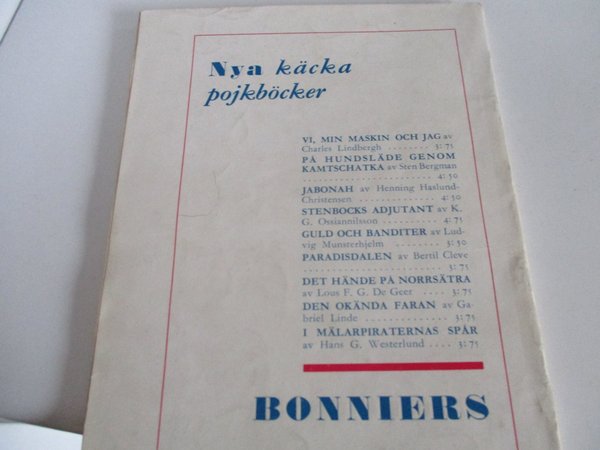 Nya käcka
pojkböcker
VI, MIN MASKIN OCH JAG av
Charles Lindbergh ........ 3: 75
PÅ HUNDSLÄDE GENOM
KAMTSCHATKA av Sten Bergman
.......................... 4: 50
JABONAH av Henning Haslund-
Christensen ........ 4: 50
STENBOCKS ADJUTANT av K.
G. Ossiannilsson .......... 4: 75
GULD OCH BANDITER av Lud-
vig Munsterhjelm ........ 3: 50
PARADISDALEN av Bertil Cleve
.......................... 3: 75
DET HÄNDE PÅ NORRSÄTRA
av Lous F. G. De Geer .... 3: 75
DEN OKÄNDA FARAN av Ga-
briel Linde .............. 3: 75
I MÄLARPIRATERNAS SPÅR
av Hans G. Westerlund .... 3: 75
BONNIERS